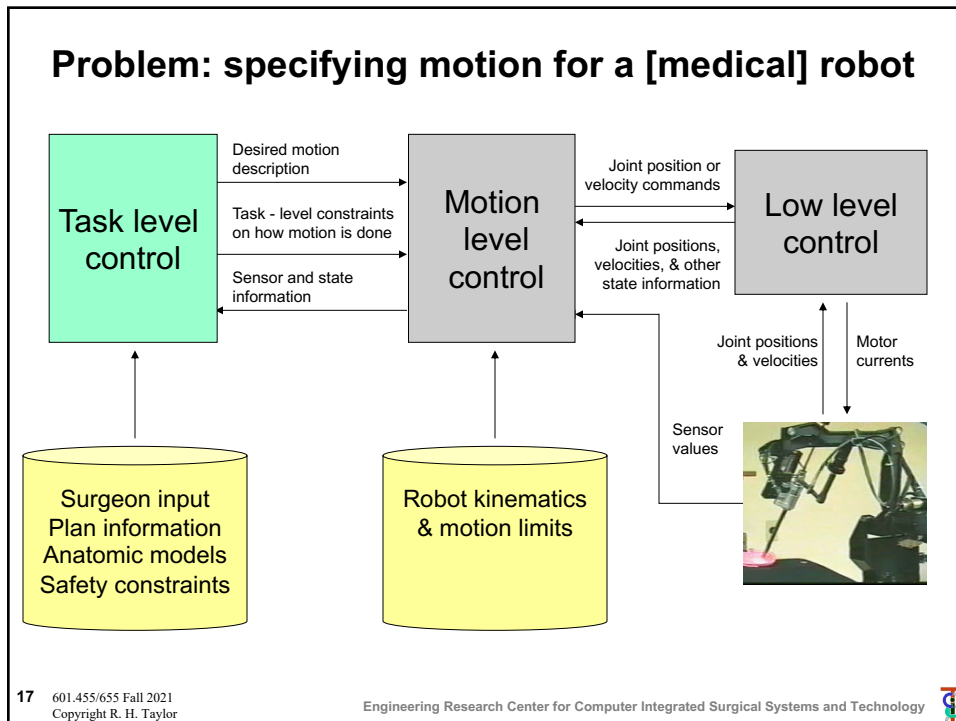 Problem: specifying motion for a [medical] robot
Desired motion
description
Task - level constraints
on how motion is done
Sensor and state
information
Task level
control
Motion
level
control
Joint position or
velocity commands
Joint positions,
velocities, & other
state information
Low level
control
Joint positions
& velocities
Motor
currents
Sensor
values
Surgeon input
Plan information
Anatomic models
Safety constraints
Robot kinematics
& motion limits
17
601.455/655 Fall 2021
Copyright R. H. Taylor
Engineering Research Center for Computer Integrated Surgical Systems and Technology